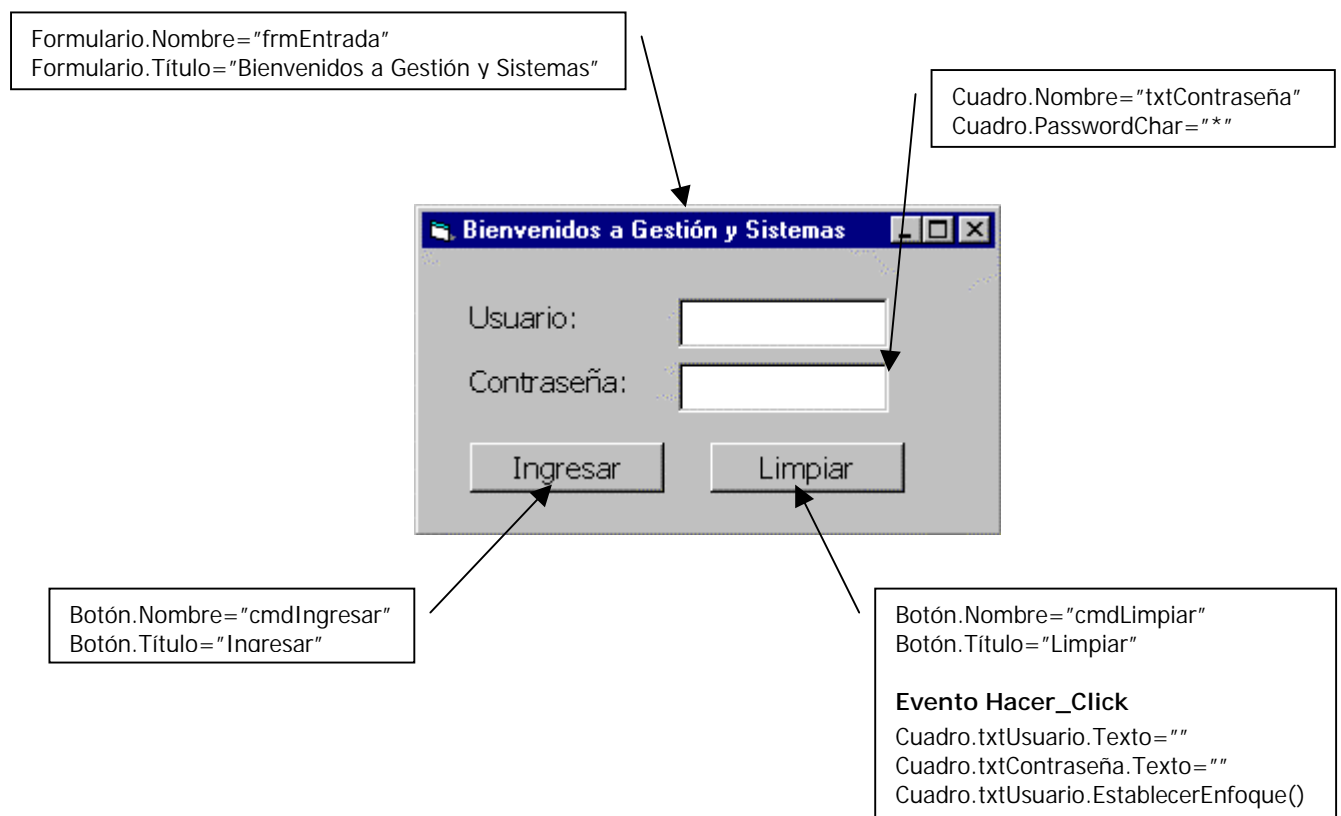 Formulario.Nombre="frmEntrada"
Formulario.Título="Bienvenidos a Gestión y Sistemas"
Cuadro.Nombre="txtContraseña"
Cuadro.PasswordChar="*"
Bienvenidos a Gestión y Sistemas
Usuario:
Contraseña:
Ingresar
Limpiar
Botón.Nombre="cmdIngresar"
Botón.Título="Ingresar"
Botón.Nombre="cmdLimpiar"
Botón.Título="Limpiar"
Evento Hacer_Click
Cuadro.txtUsuario.Texto=""
Cuadro.txtContraseña.Texto=""
Cuadro.txtUsuario.EstablecerEnfoque()